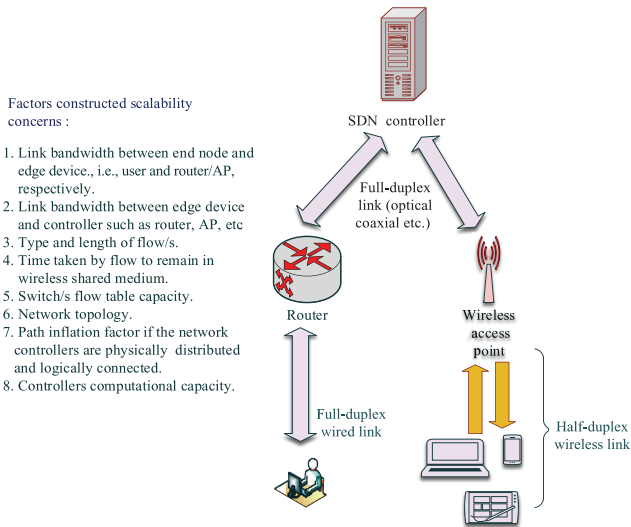 Factors constructed scalability
concerns :
1. Link bandwidth between end node and
edge device., i.e., user and router/AP,
respectively.
2. Link bandwidth between edge device
and controller such as router, AP, etc
3. Type and length of flow/s.
4. Time taken by flow to remain in
wireless shared medium.
5. Switch/s flow table capacity.
6. Network topology.
7. Path inflation factor if the network
controllers are physically distributed
and logically connected.
8. Controllers computational capacity.
SDN controller
Full-duplex
link (optical
coaxial etc.)
Router
Wireless
access
point
Full-duplex
wired link
Half-duplex
wireless link